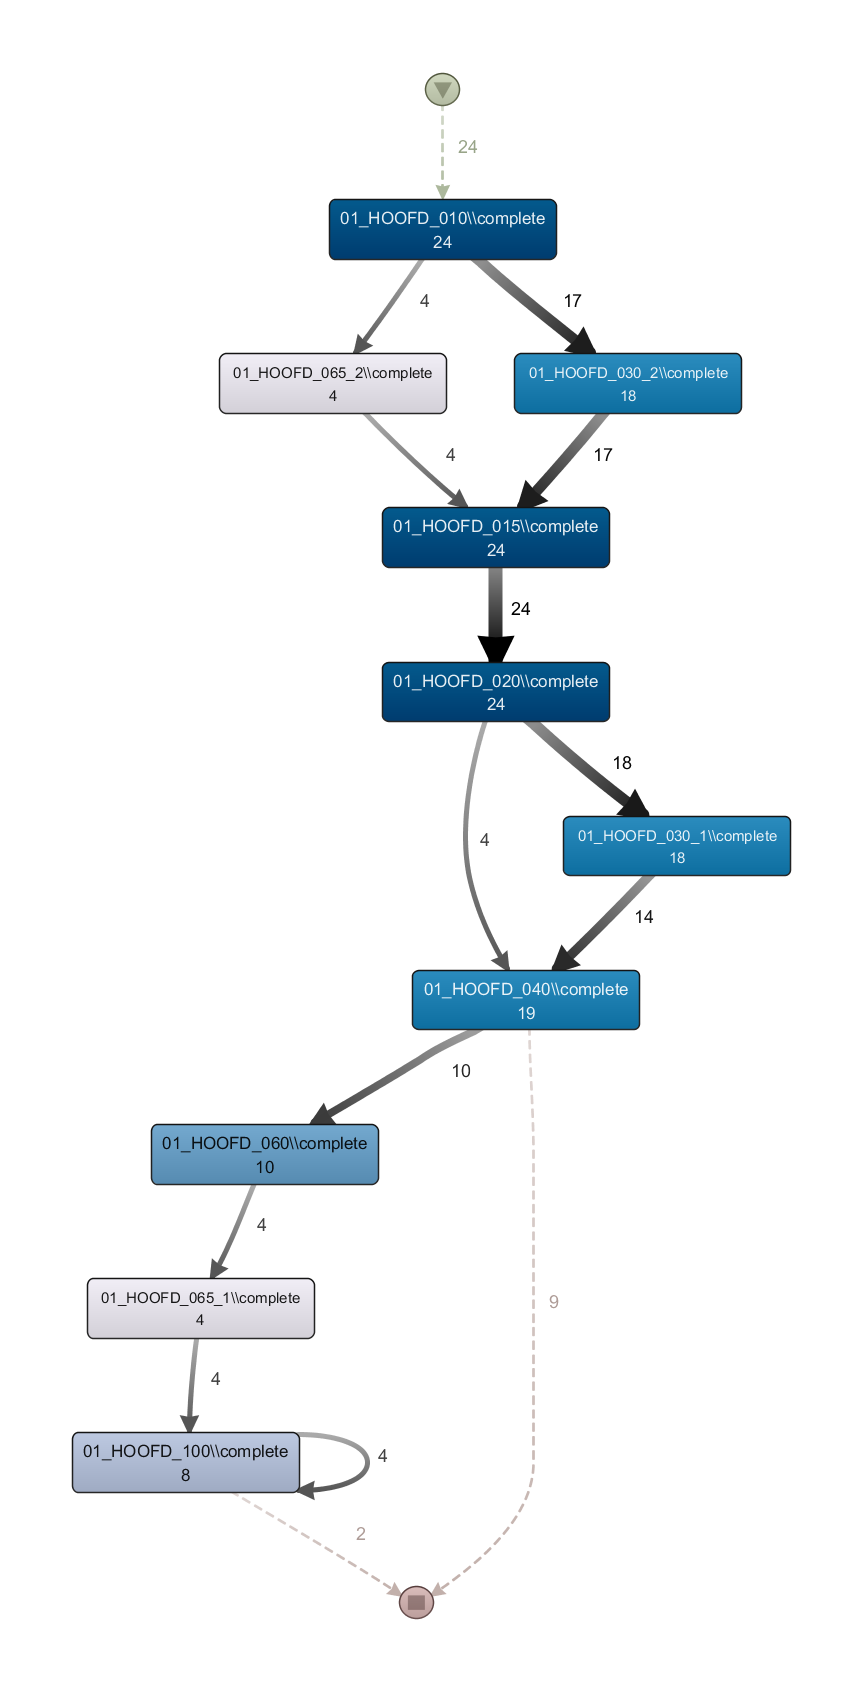 24
01_HOOFD_010\\complete
24
4
17
01_HOOFD_065_2\\complete
4
01_HOOFD_030_2\\complete
18
4
17
01_HOOFD_015\\complete
24
24
01_HOOFD_020\\complete
24
18
4
01_HOOFD_030_1\\complete
18
14
01_HOOFD_040\\complete
19
10
01_HOOFD_060\\complete
10
4
01_HOOFD_065_1\\complete
4
9
4
01_HOOFD_100\\complete
8
4
2